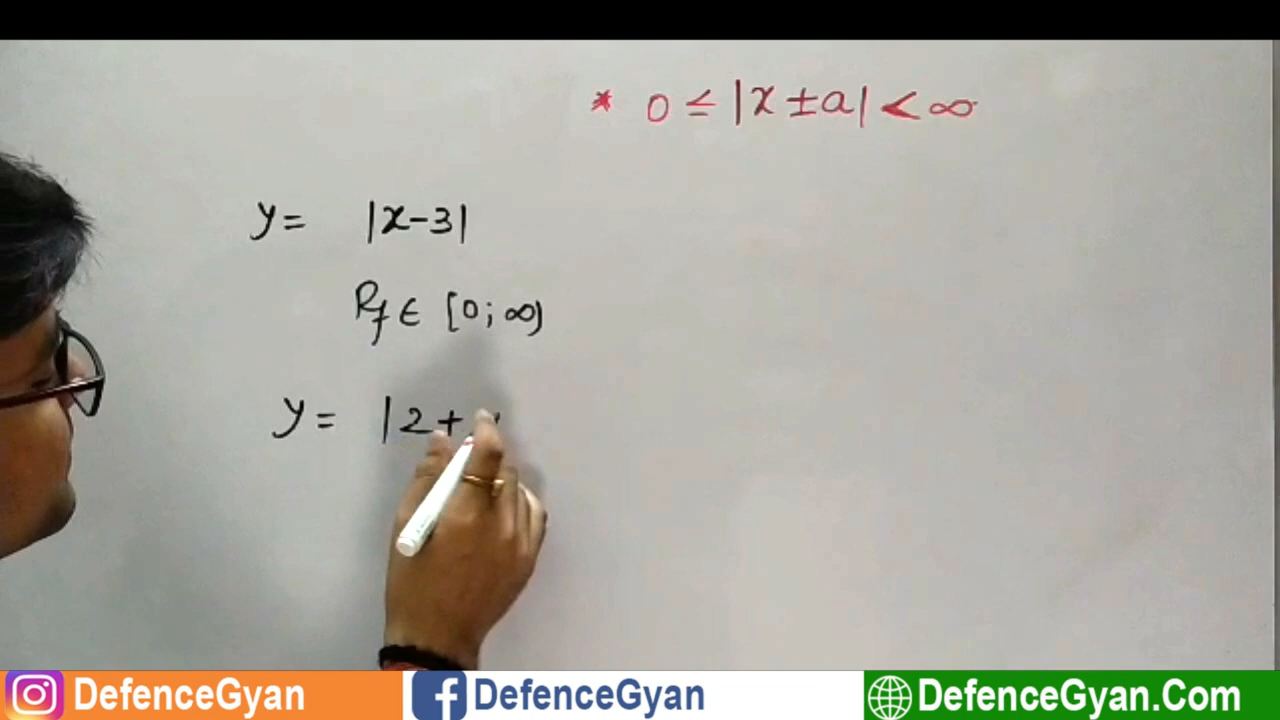 * 0 ≤ |x ± a| < ∞
y = |x-3|
Rf ∈ [0; ∞)
y = |2+
DefenceGyan
DefenceGyan
DefenceGyan.Com